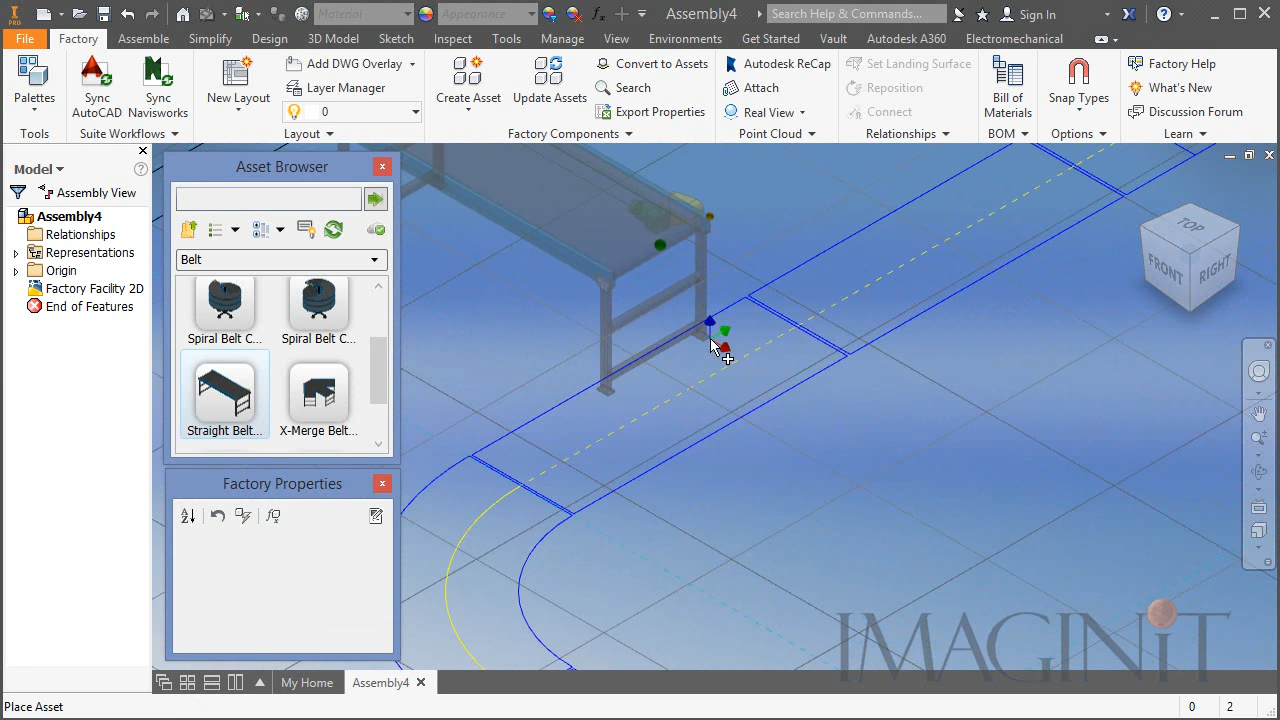 PRO
Material
Appearance
Assembly4
Search Help & Commands...
Sign In
File
Factory
Assemble
Simplify
Design
3D Model
Sketch
Inspect
Tools
Manage
View
Environments
Get Started
Vault
Autodesk A360
Electromechanical
Palettes
Tools
Sync
AutoCAD
Sync
Navisworks
Suite Workflows
New Layout
Add DWG Overlay
Layer Manager
0
Layout
Create Asset
Update Assets
Convert to Assets
Search
Export Properties
Factory Components
Autodesk ReCap
Attach
Real View
Point Cloud
Set Landing Surface
Reposition
Connect
Relationships
Bill of
Materials
BOM
Snap Types
Options
Factory Help
What's New
Discussion Forum
Learn
Model
Assembly View
Assembly4
Relationships
Representations
Origin
Factory Facility 2D
End of Features
Asset Browser
Belt
Spiral Belt C...
Spiral Belt C...
Straight Belt...
X-Merge Belt...
Factory Properties
TOP
FRONT
RIGHT
IMAGINiT
My Home
Assembly4
Place Asset
0
2